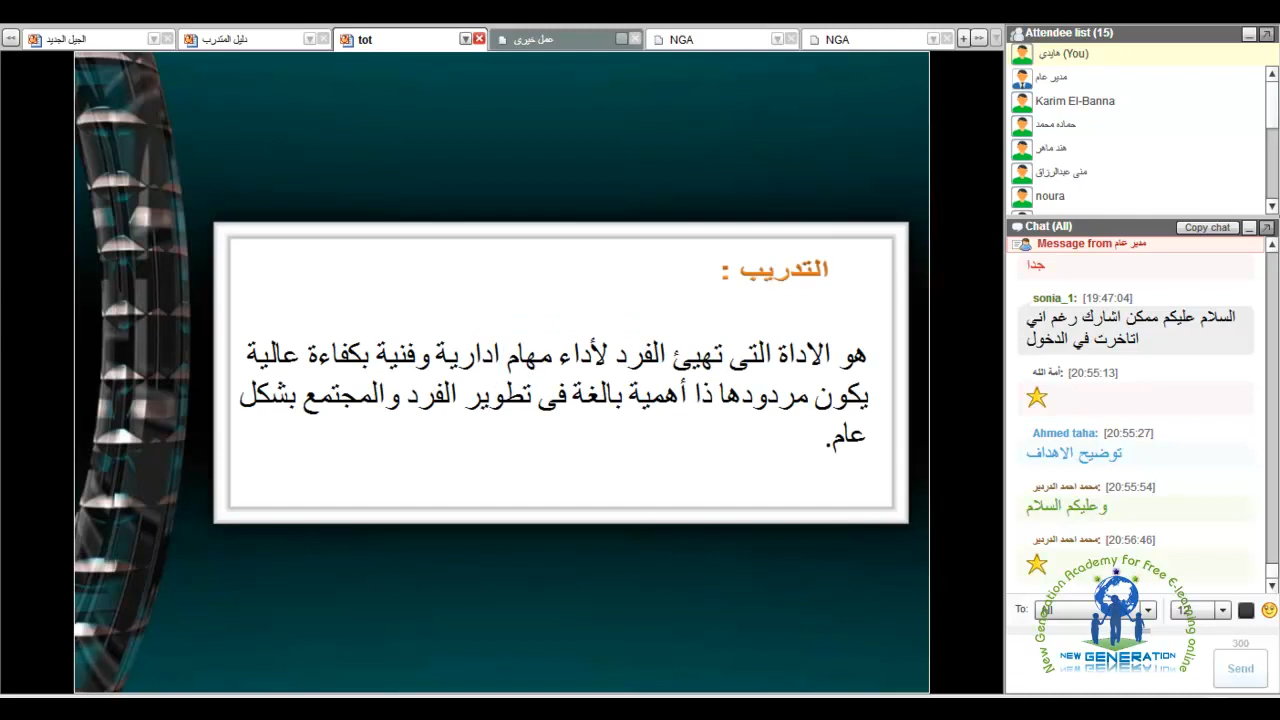 الجيل الجديد
دليل المتدرب
tot
عمل خيرى
NGA
NGA
Attendee list (15)
هايدي (You)
مدير عام
Karim El-Banna
حماده محمد
هند ماهر
منى عبدالرزاق
noura
التدريب :
هو الاداة التى تهيئ الفرد لأداء مهام ادارية وفنية بكفاءة عالية
يكون مردودها ذا أهمية بالغة فى تطوير الفرد والمجتمع بشكل
عام.
Chat (All)
Copy chat
Message from مدير عام
جدا
sonia_1: [19:47:04]
السلام عليكم ممكن اشارك رغم اني
اتاخرت في الدخول
أمة الله: [20:55:13]
Ahmed taha: [20:55:27]
توضيح الاهداف
محمد احمد الدردير: [20:55:54]
وعليكم السلام
محمد احمد الدردير: [20:56:46]
To:
New Generation Academy For Free E-learning online
NEW GENERATION
300
Send